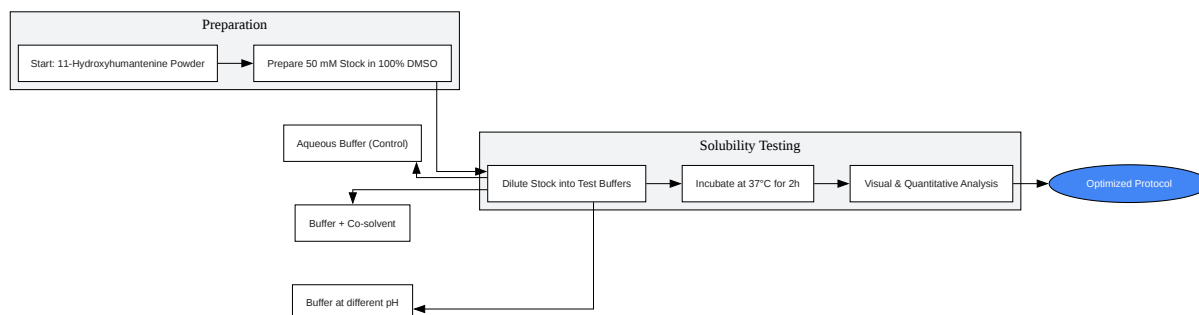 Preparation
Start: 11-Hydroxyhumantenine Powder
Prepare 50 mM Stock in 100% DMSO
Aqueous Buffer (Control)
Solubility Testing
Dilute Stock into Test Buffers
Incubate at 37°C for 2h
Visual & Quantitative Analysis
Optimized Protocol
Buffer + Co-solvent
Buffer at different pH